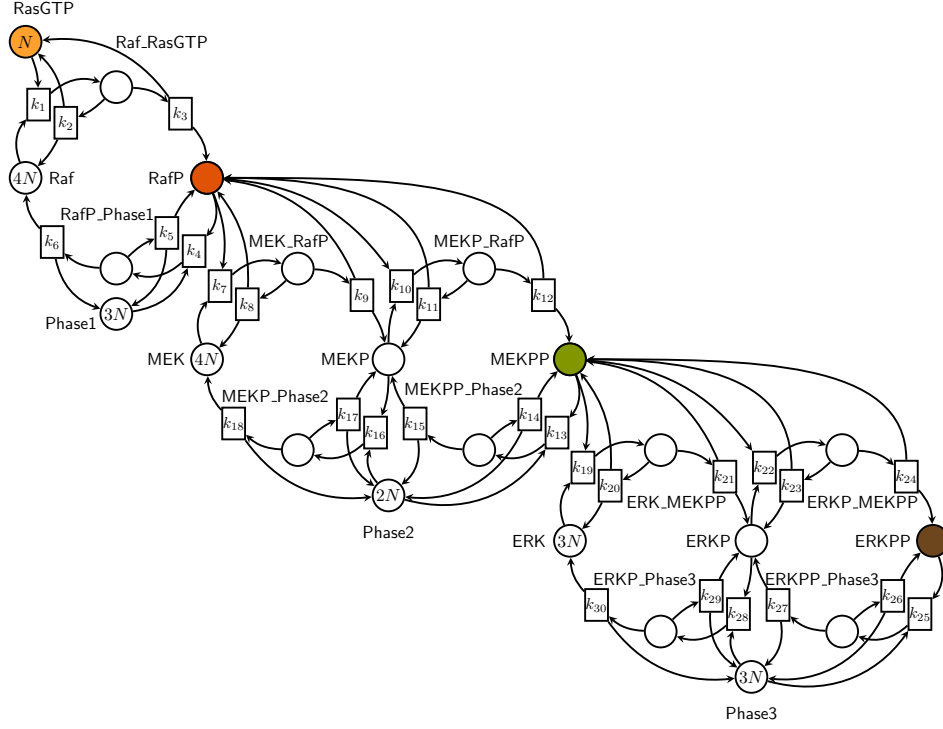 RasGTP
N
Raf_RasGTP
k1
k2
k3
4N
Raf
RafP
RafP_Phase1
k5
k6
k4
MEK_RafP
MEKP_RafP
k7
k8
k9
k10
k11
k12
3N
Phase1
MEK
4N
MEKP
MEKPP
MEKP_Phase2
MEKPP_Phase2
k17
k18
k16
k15
k14
k13
k19
k20
k21
k22
k23
k24
2N
ERK_MEKPP
ERKP_MEKPP
Phase2
ERK
3N
ERKP
ERKPP
ERKP_Phase3
ERKPP_Phase3
k29
k30
k28
k27
k26
k25
3N
Phase3